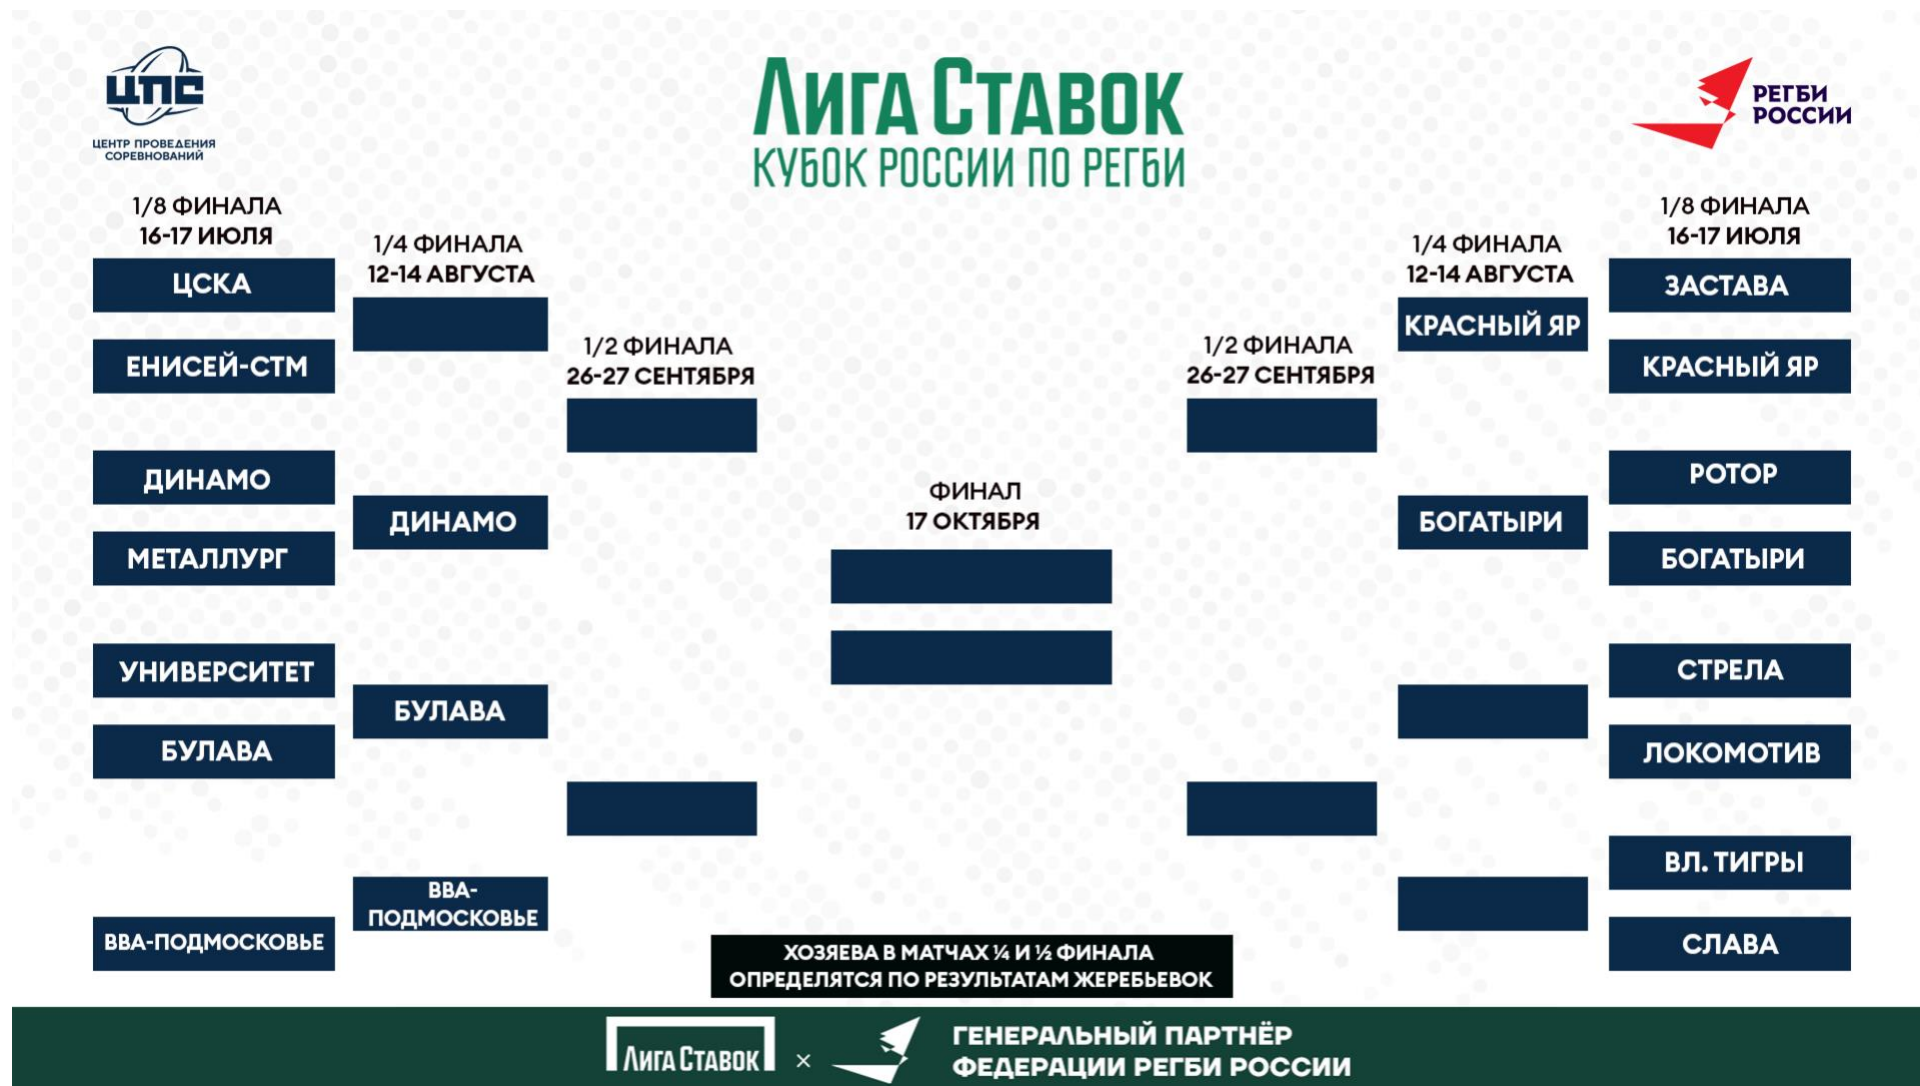 ЦПС
ЦЕНТР ПРОВЕДЕНИЯ
СОРЕВНОВАНИЙ
ЛИГА СТАВОК
КУБОК РОССИИ ПО РЕГБИ
РЕГБИ
РОССИИ
1/8 ФИНАЛА
16-17 ИЮЛЯ
ЦСКА
ЕНИСЕЙ-СТМ
ДИНАМО
МЕТАЛЛУРГ
УНИВЕРСИТЕТ
БУЛАВА
ВВА-ПОДМОСКОВЬЕ
1/4 ФИНАЛА
12-14 АВГУСТА
ДИНАМО
БУЛАВА
ВВА-
ПОДМОСКОВЬЕ
1/2 ФИНАЛА
26-27 СЕНТЯБРЯ
ФИНАЛ
17 ОКТЯБРЯ
1/2 ФИНАЛА
26-27 СЕНТЯБРЯ
1/4 ФИНАЛА
12-14 АВГУСТА
КРАСНЫЙ ЯР
БОГАТЫРИ
1/8 ФИНАЛА
16-17 ИЮЛЯ
ЗАСТАВА
КРАСНЫЙ ЯР
РОТОР
БОГАТЫРИ
СТРЕЛА
ЛОКОМОТИВ
ВЛ. ТИГРЫ
СЛАВА
ХОЗЯЕВА В МАТЧАХ ¼ И ½ ФИНАЛА
ОПРЕДЕЛЯТСЯ ПО РЕЗУЛЬТАТАМ ЖЕРЕБЬЕВОК
ЛИГА СТАВОК
×
ГЕНЕРАЛЬНЫЙ ПАРТНЁР
ФЕДЕРАЦИИ РЕГБИ РОССИИ